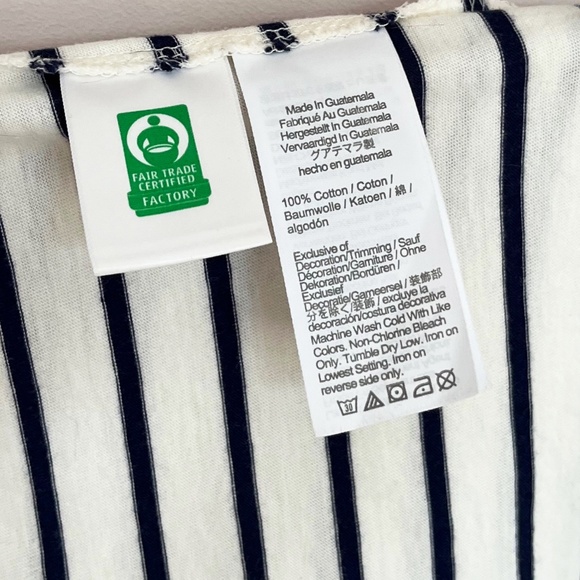 FAIR TRADE
CERTIFIED
FACTORY
Made In Guatemala
Fabriqué Au Guatemala
Hergestellt In Guatemala
Vervaardigd In Guatemala
グアテマラ製
hecho en guatemala
100% Cotton / Coton /
Baumwolle / Katoen / 綿 /
algodón
Exclusive of
Decoration/Trimming / Sauf
Décoration/Garniture / Ohne
Dekoration/Bordüren /
Exclusief
Decoratie/Garneersel / 装飾部
分を除く/装飾 / excluye la
decoración/costura decorativa
Machine Wash Cold With Like
Colors. Non-Chlorine Bleach
Only. Tumble Dry Low. Iron on
Lowest Setting. Iron on
reverse side only.
30